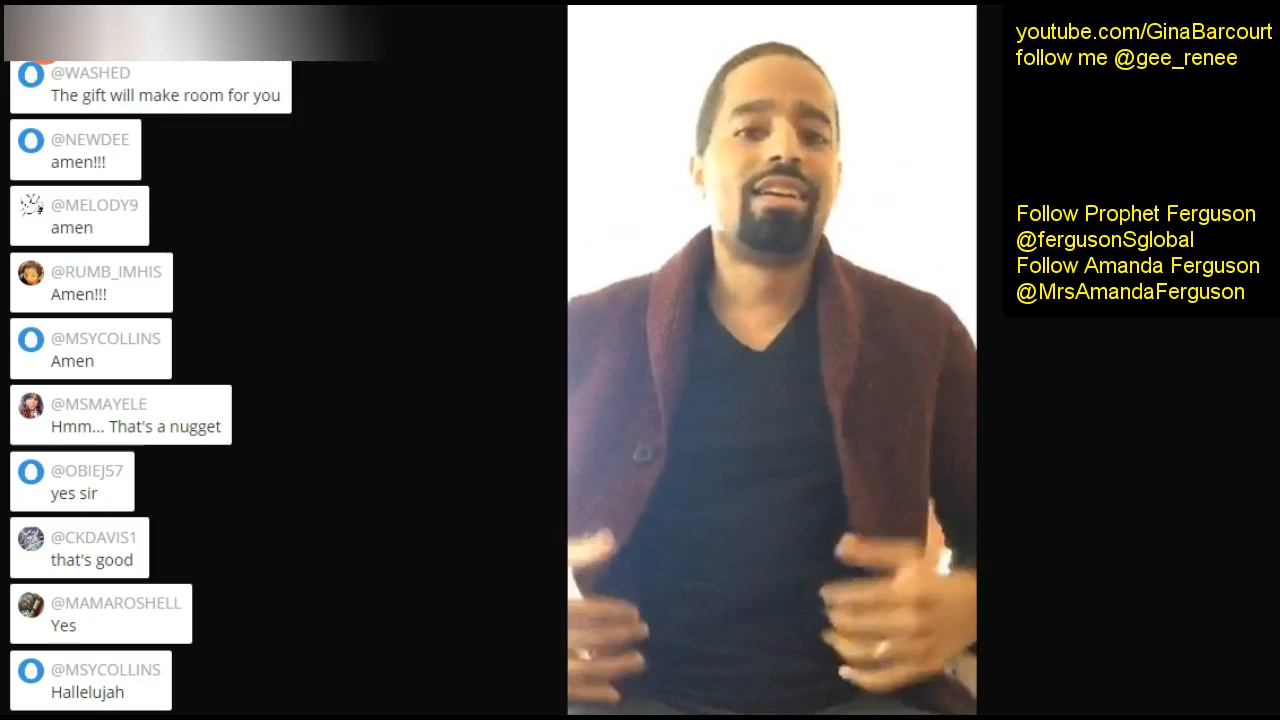 @WASHED
The gift will make room for you
@NEWDEE
amen!!!
@MELODY9
amen
@RUMB_IMHIS
Amen!!!
@MSYCOLLINS
Amen
@MSMAYELE
Hmm... That's a nugget
@OBIEJ57
yes sir
@CKDAVIS1
that's good
@MAMAROSHELL
Yes
@MSYCOLLINS
Hallelujah
youtube.com/GinaBarcourt
follow me @gee_renee
Follow Prophet Ferguson
@fergusonSglobal
Follow Amanda Ferguson
@MrsAmandaFerguson